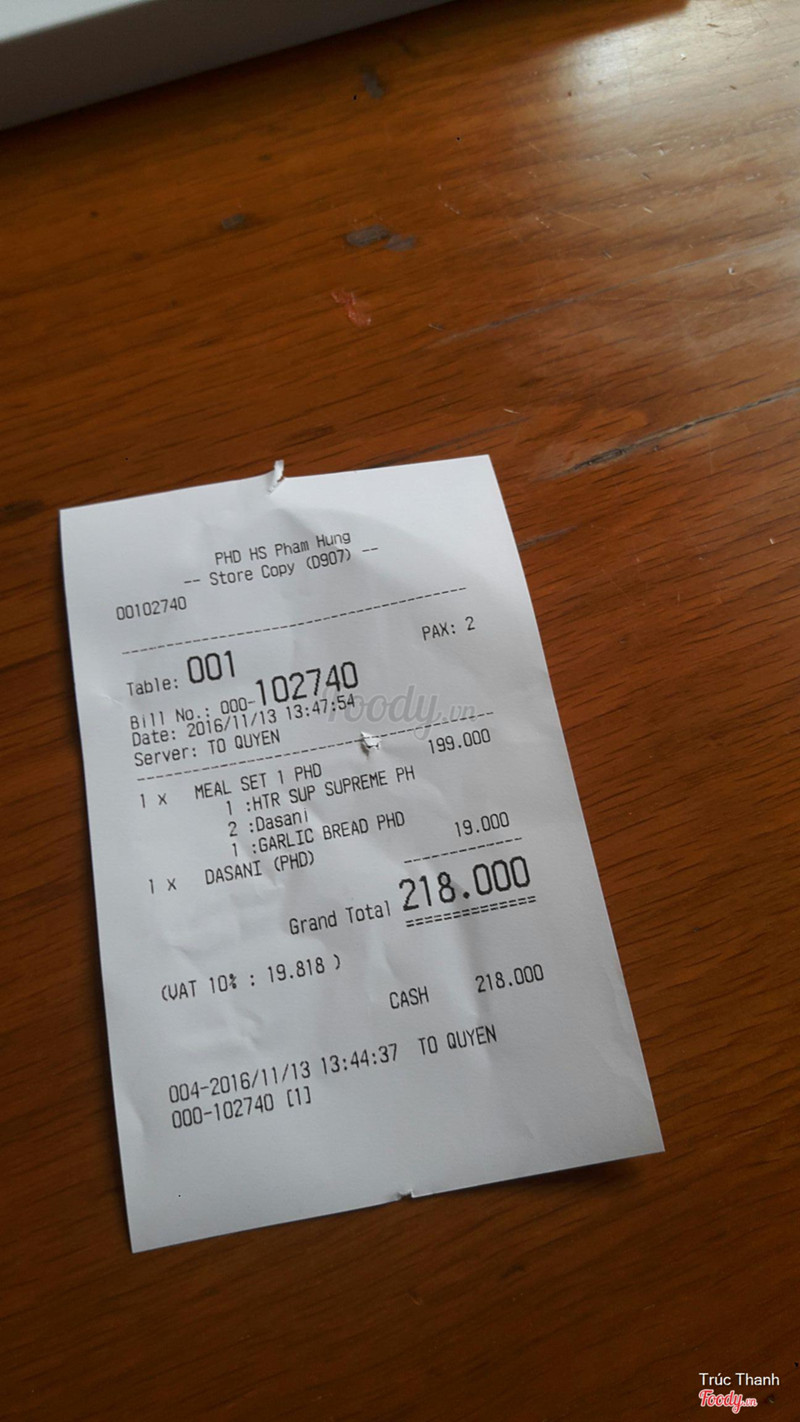 PHD HS Pham Hung
-- Store Copy (D907) --
00102740
PAX: 2
Table: 001
Bill No.: 000-102740
Date: 2016/11/13 13:47:54
Server: TO QUYEN
1 x MEAL SET 1 PHD 199.000
1 :HTR SUP SUPREME PH
2 :Dasani
1 :GARLIC BREAD PHD
1 x DASANI (PHD) 19.000
Grand Total 218.000
(VAT 10% : 19.818 )
CASH 218.000
004-2016/11/13 13:44:37 TO QUYEN
000-102740 [1]
Foody.vn
Trúc Thanh
Foody.vn